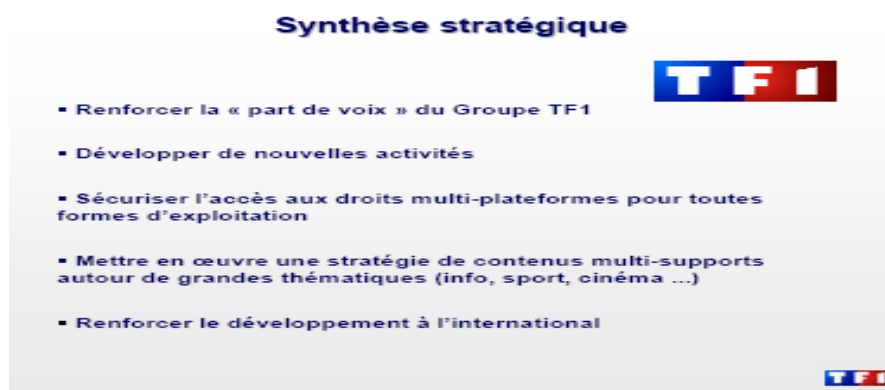 Synthèse stratégique
TF1
▪ Renforcer la « part de voix » du Groupe TF1
▪ Développer de nouvelles activités
▪ Sécuriser l'accès aux droits multi-plateformes pour toutes
formes d'exploitation
▪ Mettre en œuvre une stratégie de contenus multi-supports
autour de grandes thématiques (info, sport, cinéma ...)
▪ Renforcer le développement à l'international
TF1